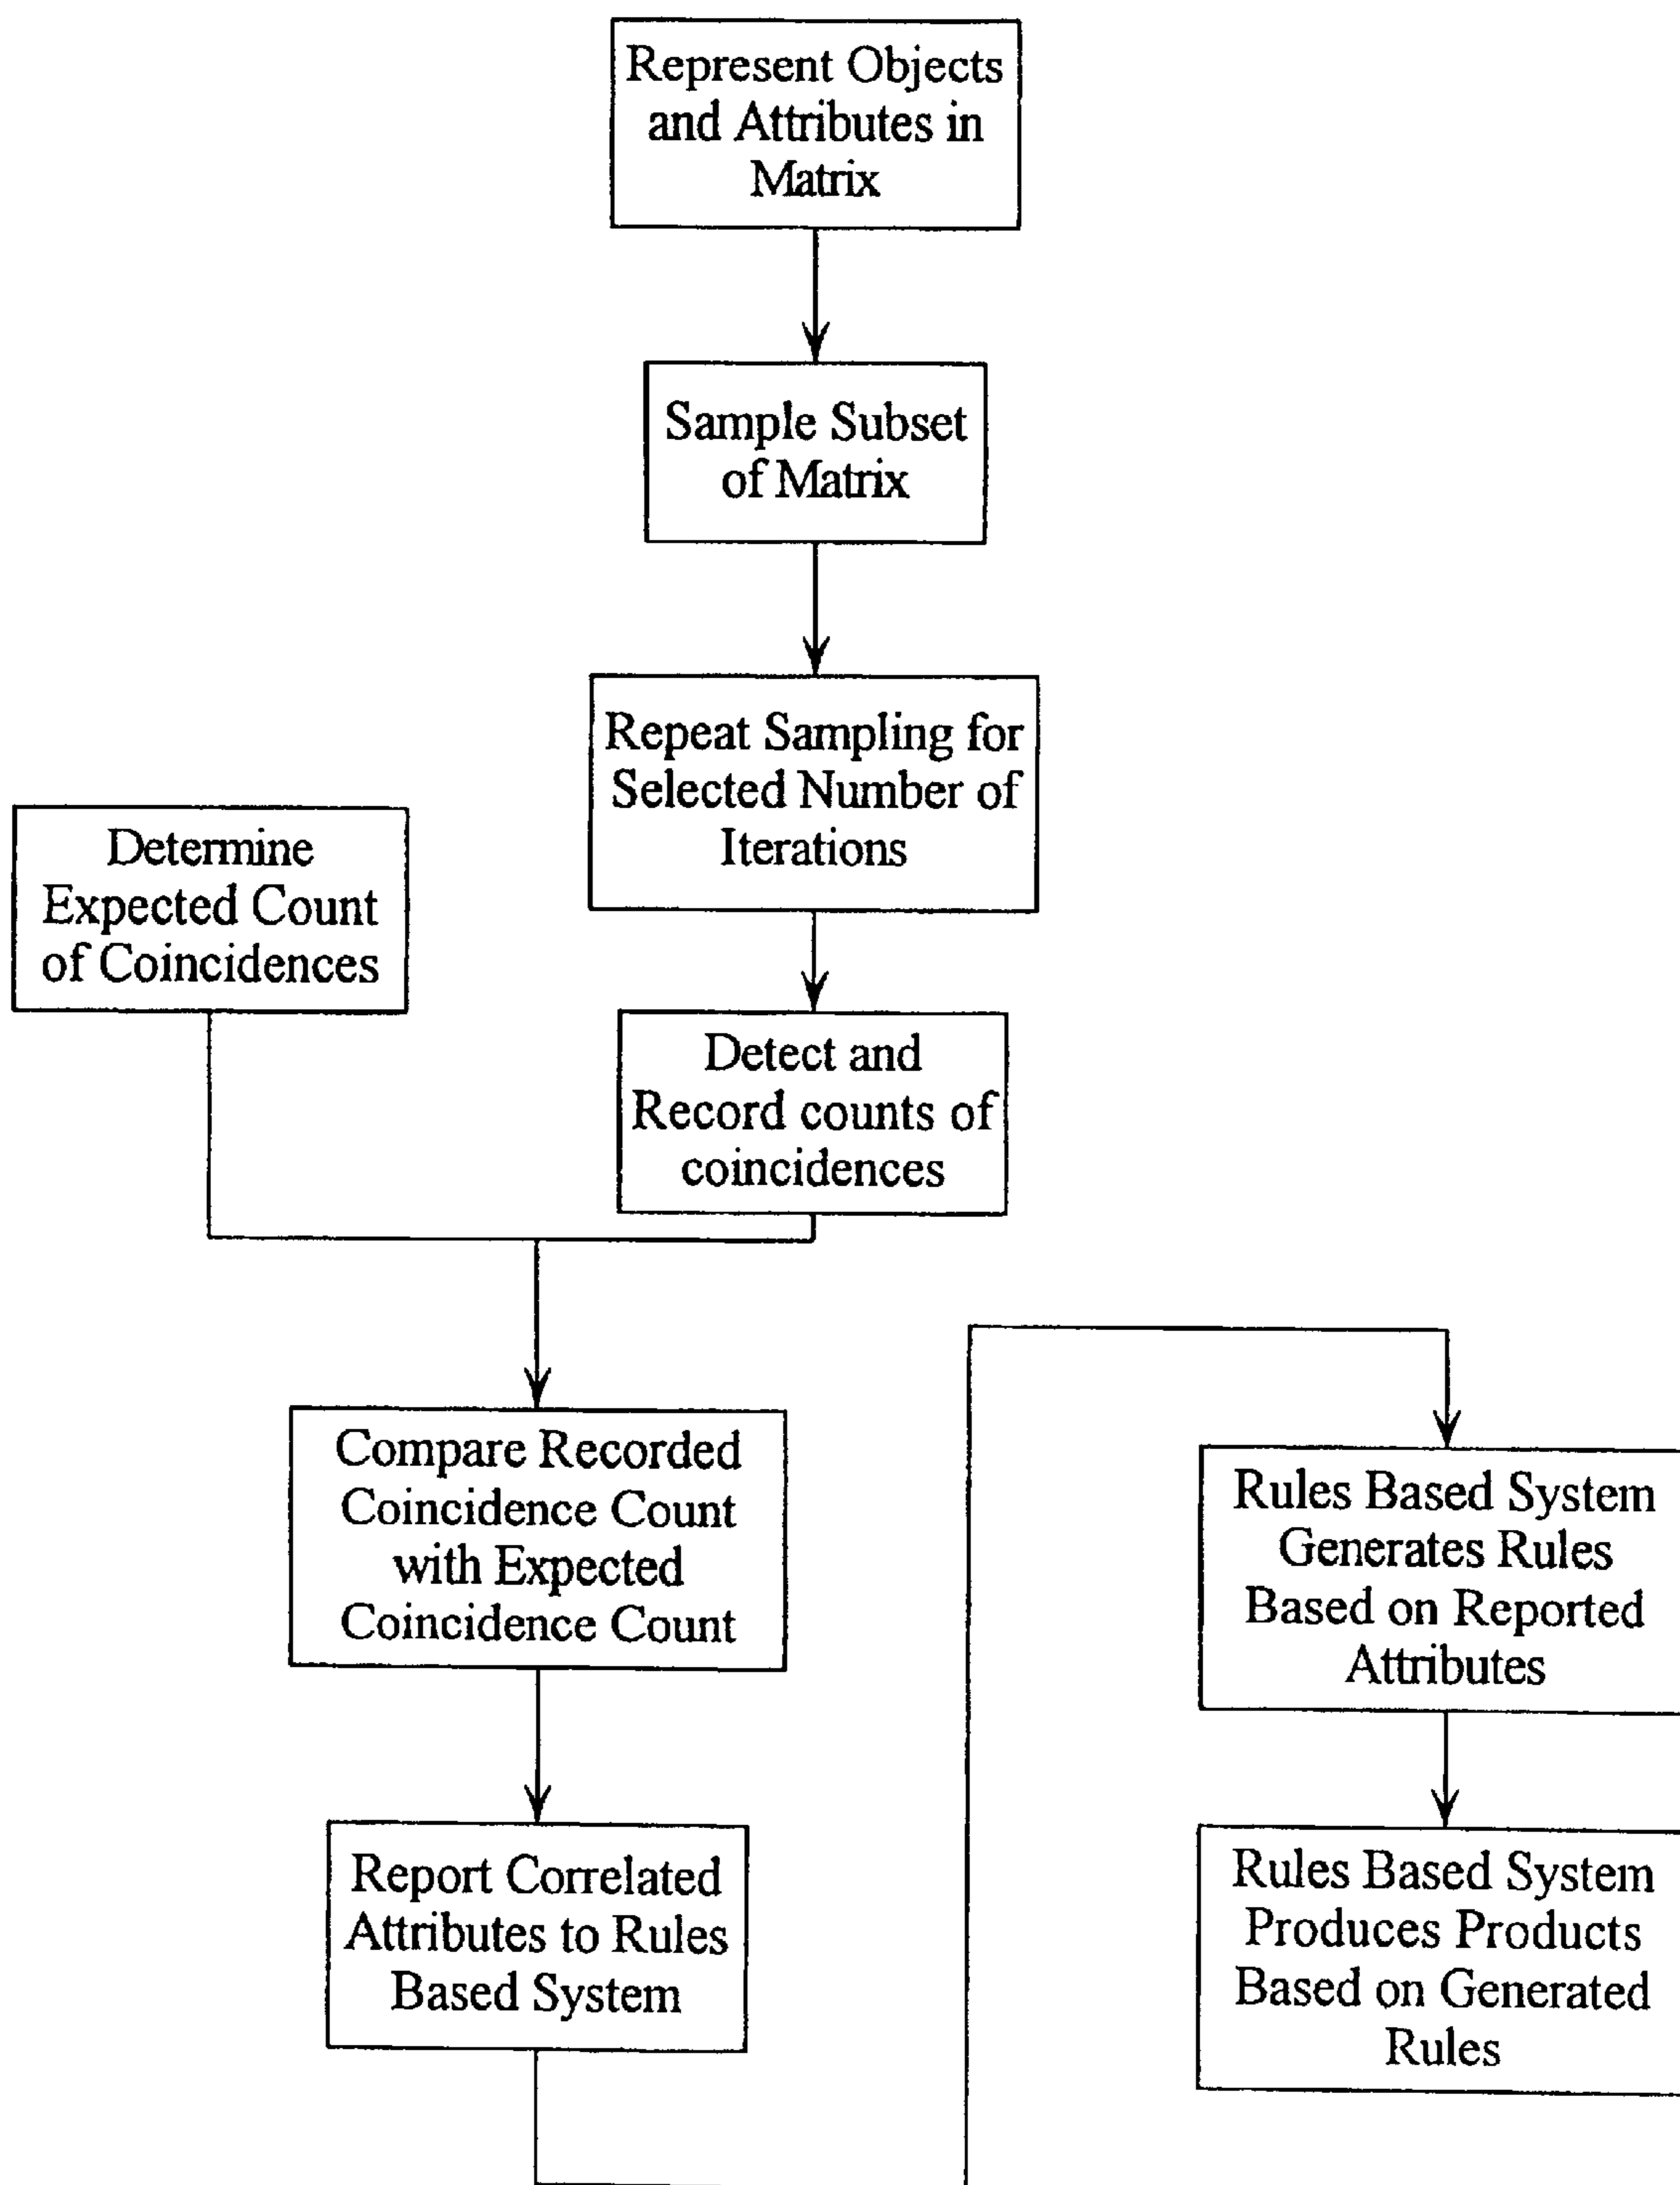 Represent Objects
and Attributes in
Matrix
Sample Subset
of Matrix
Repeat Sampling for
Selected Number of
Iterations
Determine
Expected Count
of Coincidences
Detect and
Record counts of
coincidences
Compare Recorded
Coincidence Count
with Expected
Coincidence Count
Report Correlated
Attributes to Rules
Based System
Rules Based System
Generates Rules
Based on Reported
Attributes
Rules Based System
Produces Products
Based on Generated
Rules